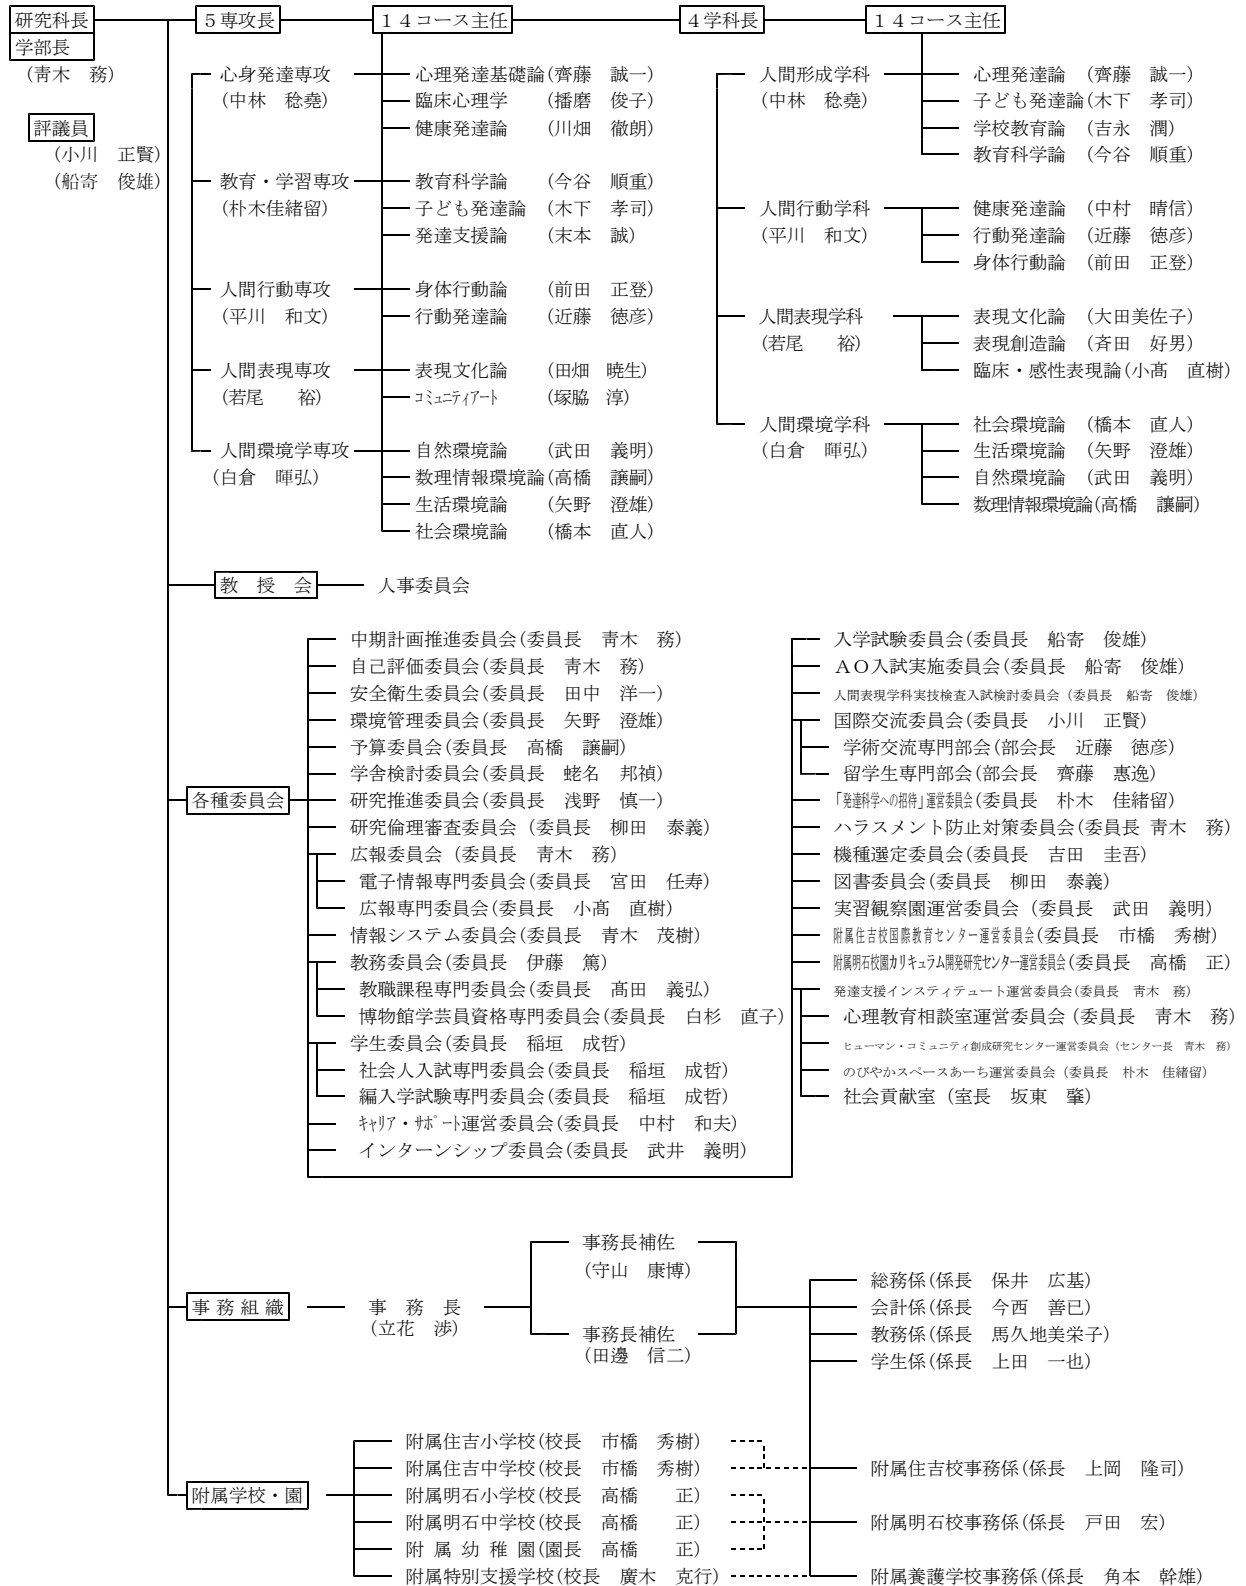 研究科長　５専攻長　１４コース主任　４学科長　１４コース主任
学部長
(青木　務)
評議員
(小川　正賢)
(船寄　俊雄)
心身発達専攻
(中林　稔堯)
心理発達基礎論(齊藤　誠一)
臨床心理学　(播磨　俊子)
健康発達論　(川畑　徹朗)
教育・学習専攻
(朴木佳緒留)
教育科学論　(今谷　順重)
子ども発達論　(木下　孝司)
発達支援論　(末本　誠)
人間行動専攻
(平川　和文)
身体行動論　(前田　正登)
行動発達論　(近藤　徳彦)
人間表現専攻
(若尾　裕)
表現文化論　(田畑　暁生)
コミュニティアート　(塚脇　淳)
人間環境学専攻
(白倉　暉弘)
自然環境論　(武田　義明)
数理情報環境論(高橋　譲嗣)
生活環境論　(矢野　澄雄)
社会環境論　(橋本　直人)
人間形成学科
(中林　稔堯)
心理発達論　(齊藤　誠一)
子ども発達論(木下　孝司)
学校教育論　(吉永　潤)
教育科学論　(今谷　順重)
人間行動学科
(平川　和文)
健康発達論　(中村　晴信)
行動発達論　(近藤　徳彦)
身体行動論　(前田　正登)
人間表現学科
(若尾　裕)
表現文化論　(大田美佐子)
表現創造論　(斉田　好男)
臨床・感性表現論(小髙　直樹)
人間環境学科
(白倉　暉弘)
社会環境論　(橋本　直人)
生活環境論　(矢野　澄雄)
自然環境論　(武田　義明)
数理情報環境論(高橋　譲嗣)
教　授　会　人事委員会
各種委員会
中期計画推進委員会(委員長　青木　務)
自己評価委員会(委員長　青木　務)
安全衛生委員会(委員長　田中　洋一)
環境管理委員会(委員長　矢野　澄雄)
予算委員会(委員長　高橋　譲嗣)
学舎検討委員会(委員長　蛯名　邦禎)
研究推進委員会(委員長　浅野　慎一)
研究倫理審査委員会 (委員長　柳田　泰義)
広報委員会 (委員長　青木　務)
電子情報専門委員会(委員長　宮田　任寿)
広報専門委員会(委員長　小髙　直樹)
情報システム委員会(委員長　青木　茂樹)
教務委員会(委員長　伊藤　篤)
教職課程専門委員会(委員長　髙田　義弘)
博物館学芸員資格専門委員会(委員長　白杉　直子)
学生委員会(委員長　稲垣　成哲)
社会人入試専門委員会(委員長　稲垣　成哲)
編入学試験専門委員会(委員長　稲垣　成哲)
キャリア・サポート運営委員会(委員長　中村　和夫)
インターンシップ委員会(委員長　武井　義明)
入学試験委員会(委員長　船寄　俊雄)
ＡＯ入試実施委員会(委員長　船寄　俊雄)
人間表現学科実技検査入試検討委員会 (委員長　船寄　俊雄)
国際交流委員会(委員長　小川　正賢)
学術交流専門部会(部会長　近藤　徳彦)
留学生専門部会(部会長　齊藤　惠逸)
「発達科学への招待」運営委員会(委員長　朴木　佳緒留)
ハラスメント防止対策委員会(委員長 青木　務)
機種選定委員会(委員長　吉田　圭吾)
図書委員会(委員長　柳田　泰義)
実習観察園運営委員会 (委員長　武田　義明)
附属住吉校国際教育センター運営委員会(委員長　市橋　秀樹)
附属明石校園カリキュラム開発研究センター運営委員会(委員長　高橋　正)
発達支援インスティテュート運営委員会(委員長　青木　務)
心理教育相談室運営委員会 (委員長　青木　務)
ヒューマン・コミュニティ創成研究センター運営委員会 (センター長　青木　務)
のびやかスペースあーち運営委員会 (委員長　朴木　佳緒留)
社会貢献室 (室長　坂東　肇)
事 務 組 織　事　務　長
(立花　渉)
事務長補佐
(守山　康博)
事務長補佐
(田邊　信二)
総務係(係長　保井　広基)
会計係(係長　今西　善巳)
教務係(係長　馬久地美栄子)
学生係(係長　上田　一也)
附属学校・園
附属住吉小学校(校長　市橋　秀樹)
附属住吉中学校(校長　市橋　秀樹)
附属明石小学校(校長　高橋　正)
附属明石中学校(校長　高橋　正)
附 属 幼 稚 園(園長　高橋　正)
附属特別支援学校(校長　廣木　克行)
附属住吉校事務係(係長　上岡　隆司)
附属明石校事務係(係長　戸田　宏)
附属養護学校事務係(係長　角本　幹雄)